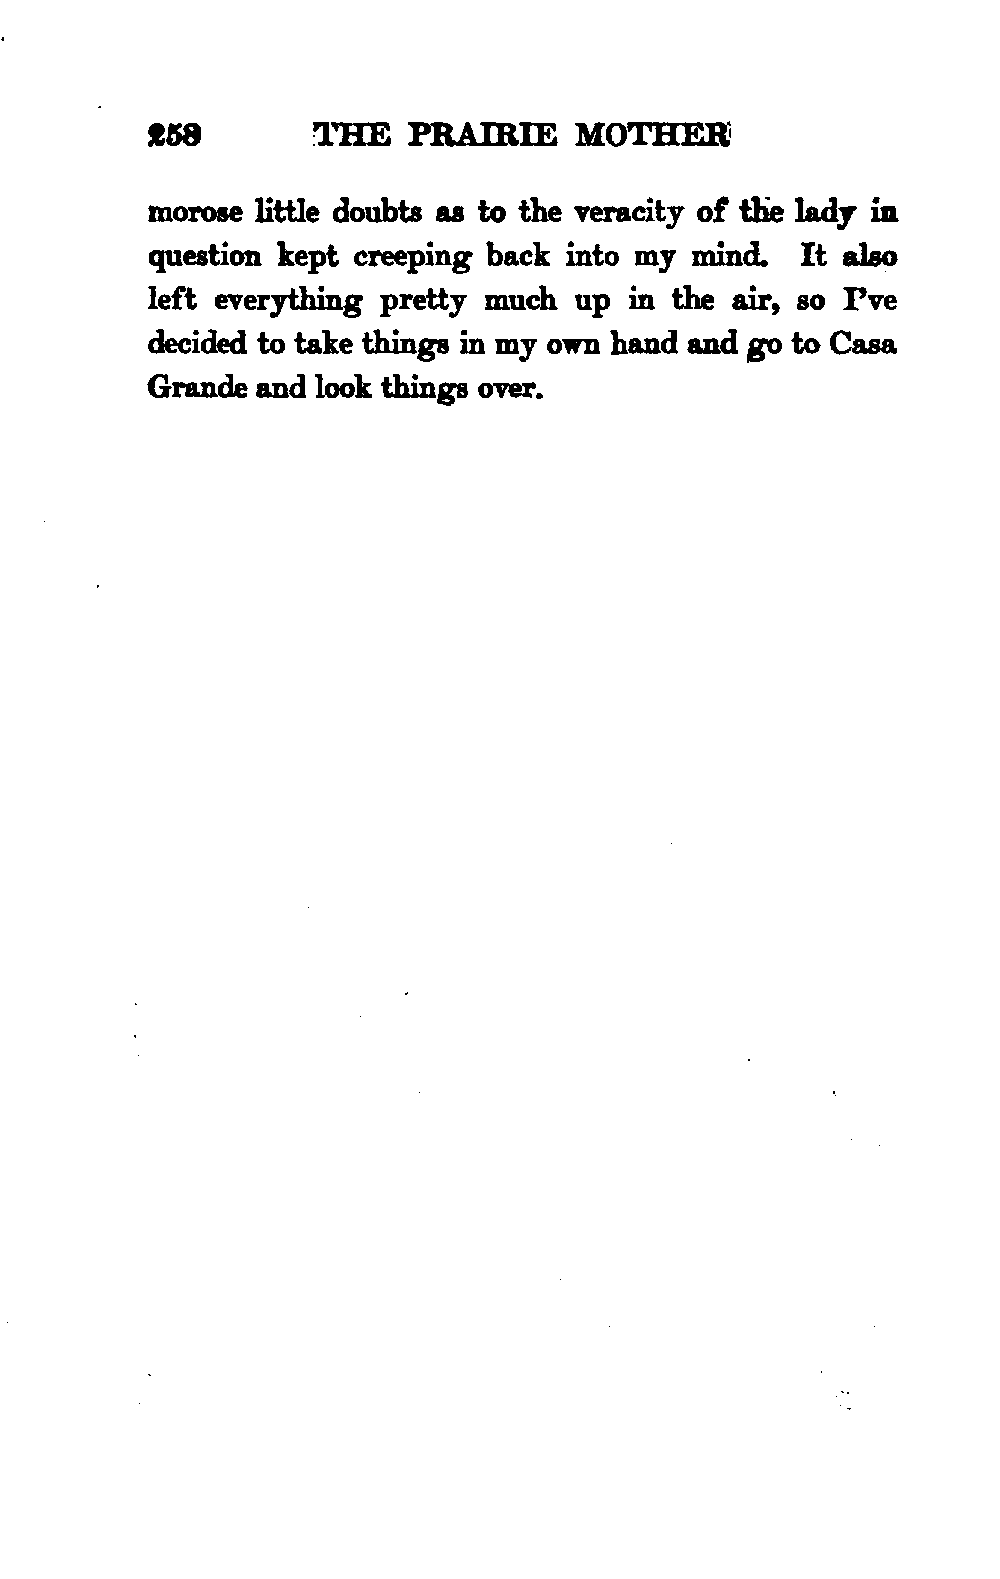 258 THE PRAIRIE MOTHER
morose little doubts as to the veracity of the lady in
question kept creeping back into my mind. It also
left everything pretty much up in the air, so I've
decided to take things in my own hand and go to Casa
Grande and look things over.